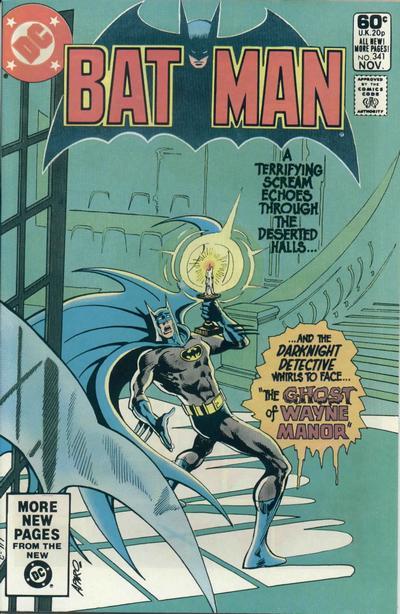 DC
BATMAN
60¢
U.K. 20p
ALL NEW!
MORE PAGES!
NO. 341
NOV.
APPROVED
BY THE
COMICS
CODE
AUTHORITY
A
TERRIFYING
SCREAM
ECHOES
THROUGH
THE
DESERTED
HALLS...
...AND THE
DARKNIGHT
DETECTIVE
WHIRLS TO FACE...
"THE GHOST
of WAYNE
MANOR"
MORE
NEW
PAGES
FROM THE
NEW
DC